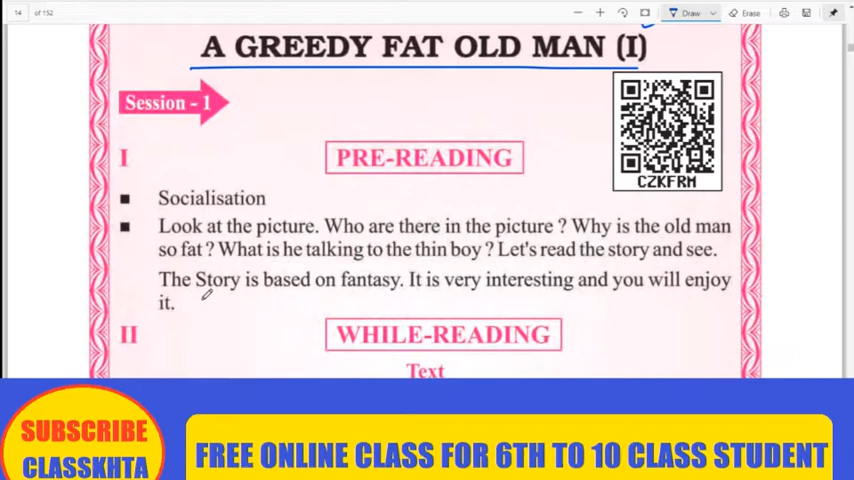 14 of 152
Draw
Erase
A GREEDY FAT OLD MAN (I)
Session - 1
CZKFRM
I PRE-READING
■ Socialisation
■ Look at the picture. Who are there in the picture ? Why is the old man
so fat ? What is he talking to the thin boy ? Let's read the story and see.
The Story is based on fantasy. It is very interesting and you will enjoy
it.
II WHILE-READING
Text
SUBSCRIBE
CLASSKHTA
FREE ONLINE CLASS FOR 6TH TO 10 CLASS STUDENT